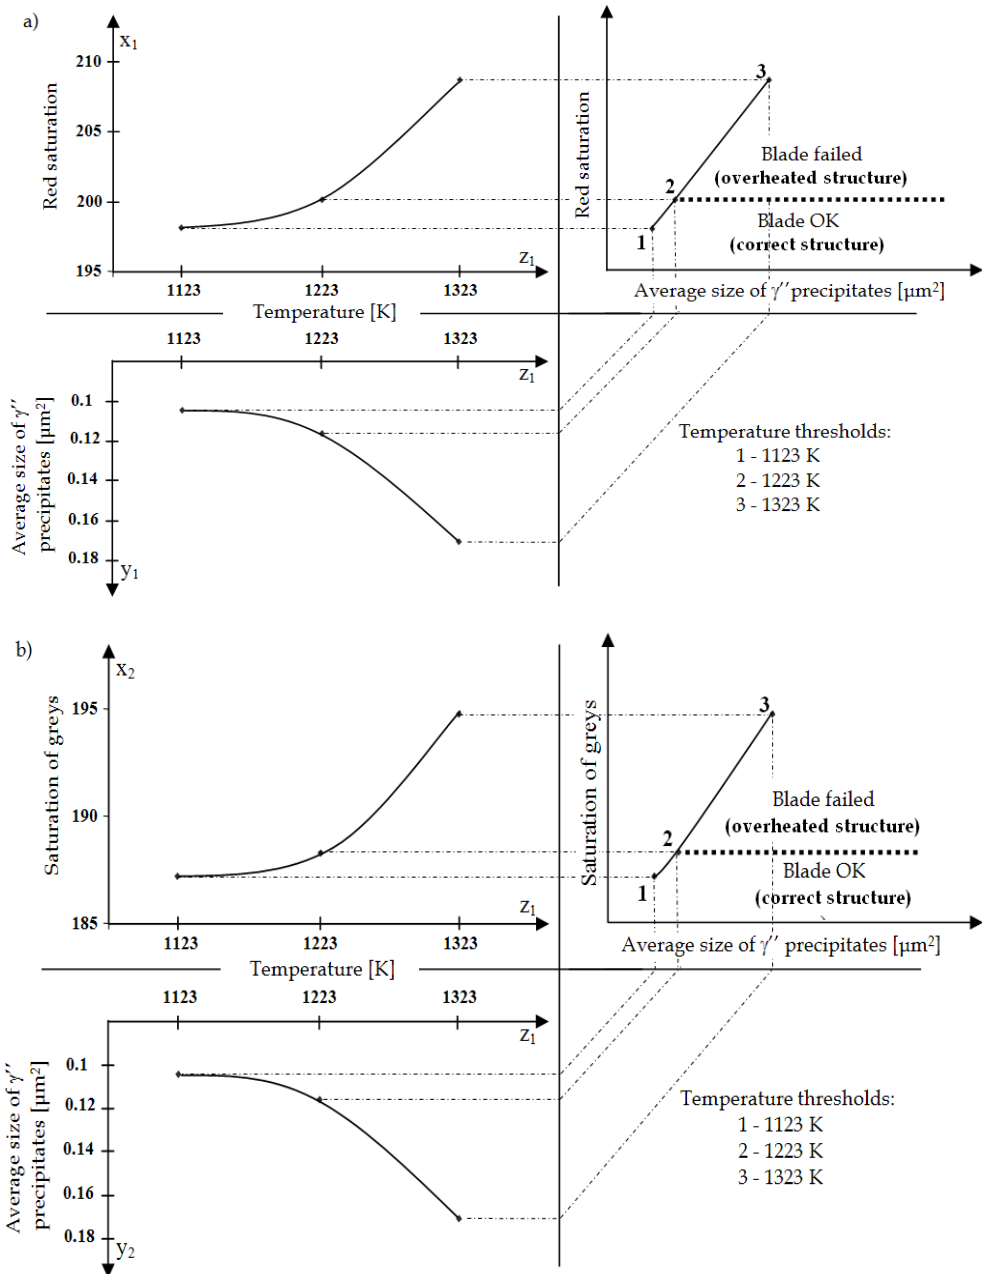 a)
x1
210
205
200
195
Red saturation
1123
1223
1323
z1
Temperature [K]
Red saturation
3
2
1
Blade failed
(overheated structure)
Blade OK
(correct structure)
Average size of γ′′ precipitates [µm²]
1123
1223
1323
z1
0.1
0.12
0.14
0.16
0.18
Average size of γ′′
precipitates [µm²]
y1
Temperature thresholds:
1 - 1123 K
2 - 1223 K
3 - 1323 K
b)
x2
195
190
185
Saturation of greys
1123
1223
1323
z1
Temperature [K]
Saturation of greys
3
2
1
Blade failed
(overheated structure)
Blade OK
(correct structure)
Average size of γ′′ precipitates [µm²]
1123
1223
1323
z1
0.1
0.12
0.14
0.16
0.18
Average size of γ′′
precipitates [µm²]
y2
Temperature thresholds:
1 - 1123 K
2 - 1223 K
3 - 1323 K